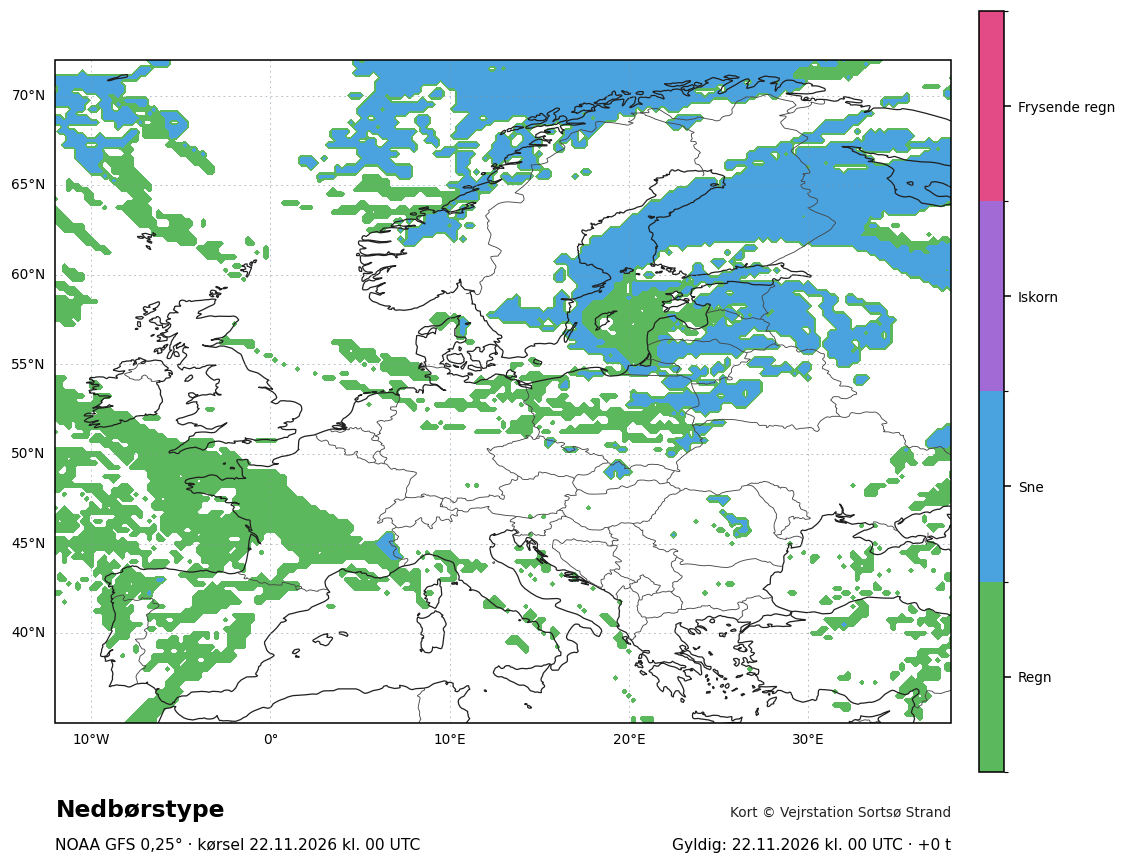 70°N
65°N
60°N
55°N
50°N
45°N
40°N
10°W
0°
10°E
20°E
30°E
Frysende regn
Iskorn
Sne
Regn
Nedbørstype
Kort © Vejrstation Sortsø Strand
NOAA GFS 0,25° · kørsel 22.11.2026 kl. 00 UTC
Gyldig: 22.11.2026 kl. 00 UTC · +0 t